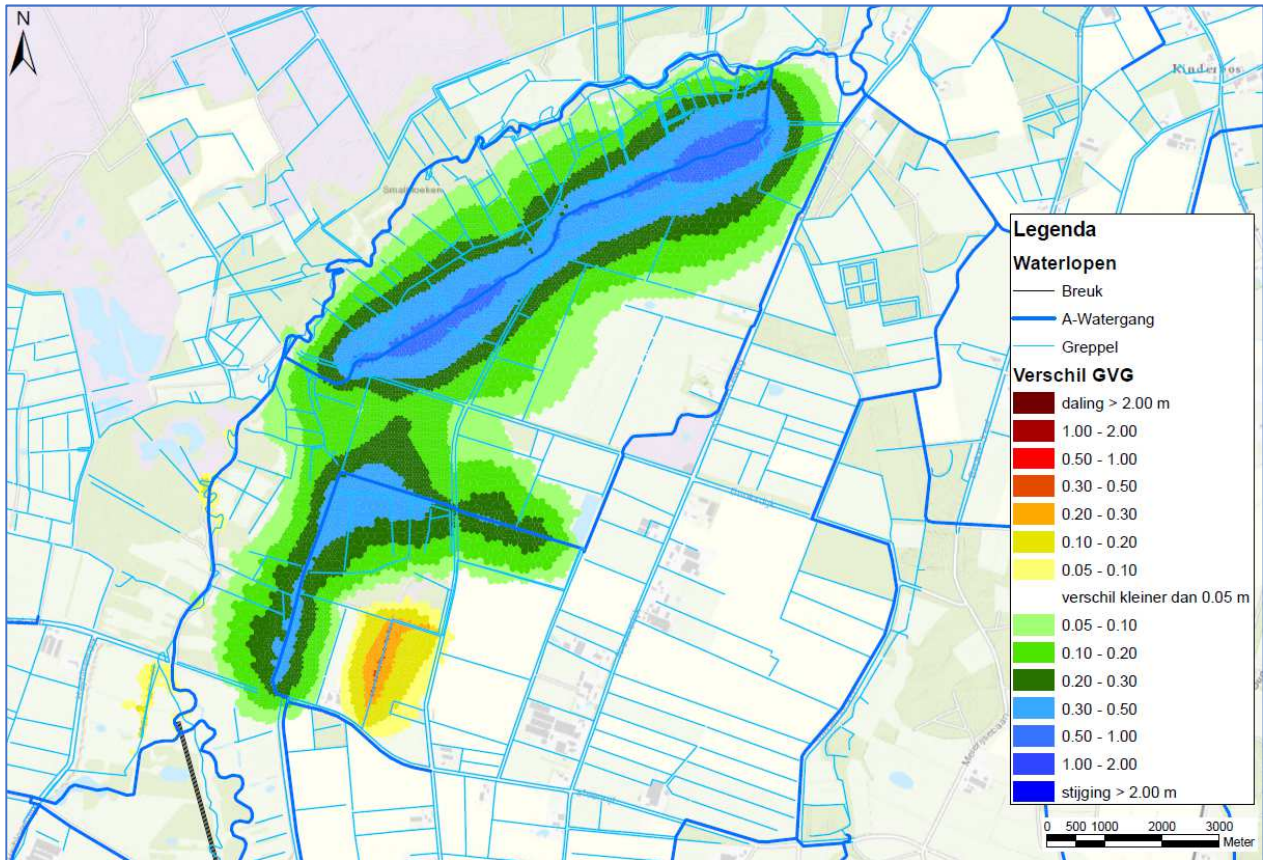 N
Kinderbos
Smalbroeken
Legenda
Waterlopen
Breuk
A-Watergang
Greppel
Verschil GVG
daling > 2.00 m
1.00 - 2.00
0.50 - 1.00
0.30 - 0.50
0.20 - 0.30
0.10 - 0.20
0.05 - 0.10
verschil kleiner dan 0.05 m
0.05 - 0.10
0.10 - 0.20
0.20 - 0.30
0.30 - 0.50
0.50 - 1.00
1.00 - 2.00
stijging > 2.00 m
0 500 1000 2000 3000
Meter